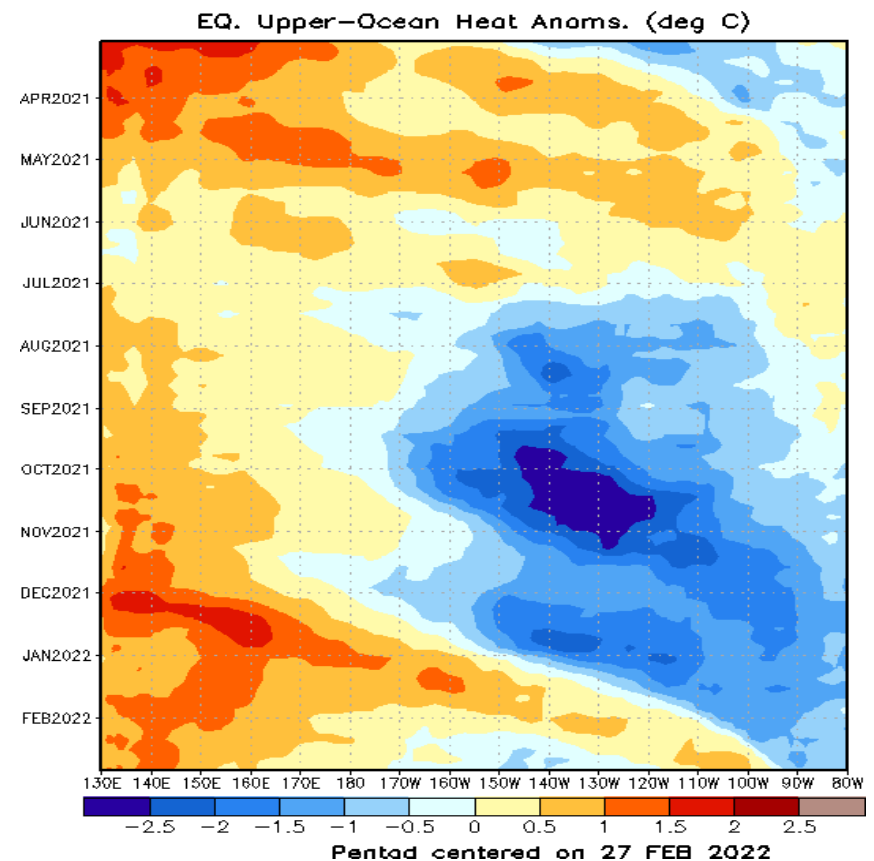 EQ. Upper-Ocean Heat Anoms. (deg C)
APR2021
MAY2021
JUN2021
JUL2021
AUG2021
SEP2021
OCT2021
NOV2021
DEC2021
JAN2022
FEB2022
130E 140E 150E 160E 170E 180 170W 160W 150W 140W 130W 120W 110W 100W 90W 80W
-2.5 -2 -1.5 -1 -0.5 0 0.5 1 1.5 2 2.5
Pentad centered on 27 FEB 2022